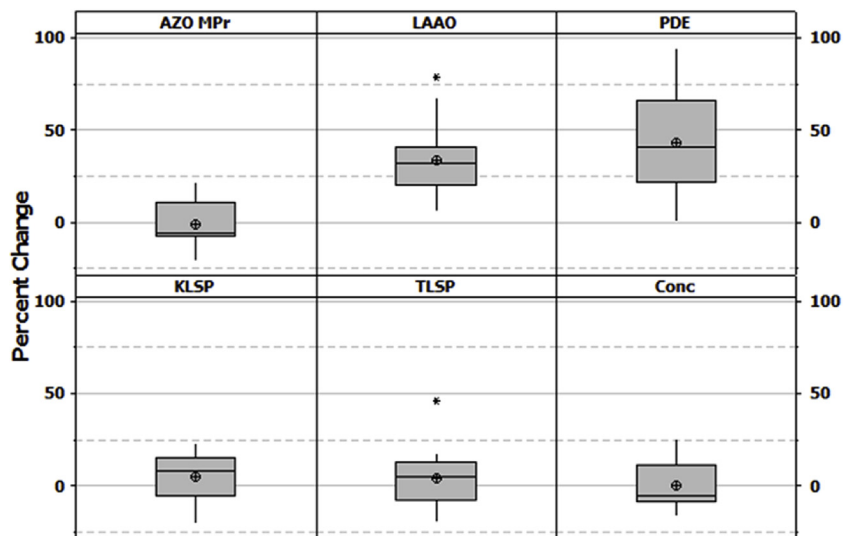 AZO MPr LAAO PDE
100 100
50 50
0 0
Percent Change
KLSP TLSP Conc
100 100
50 50
0 0